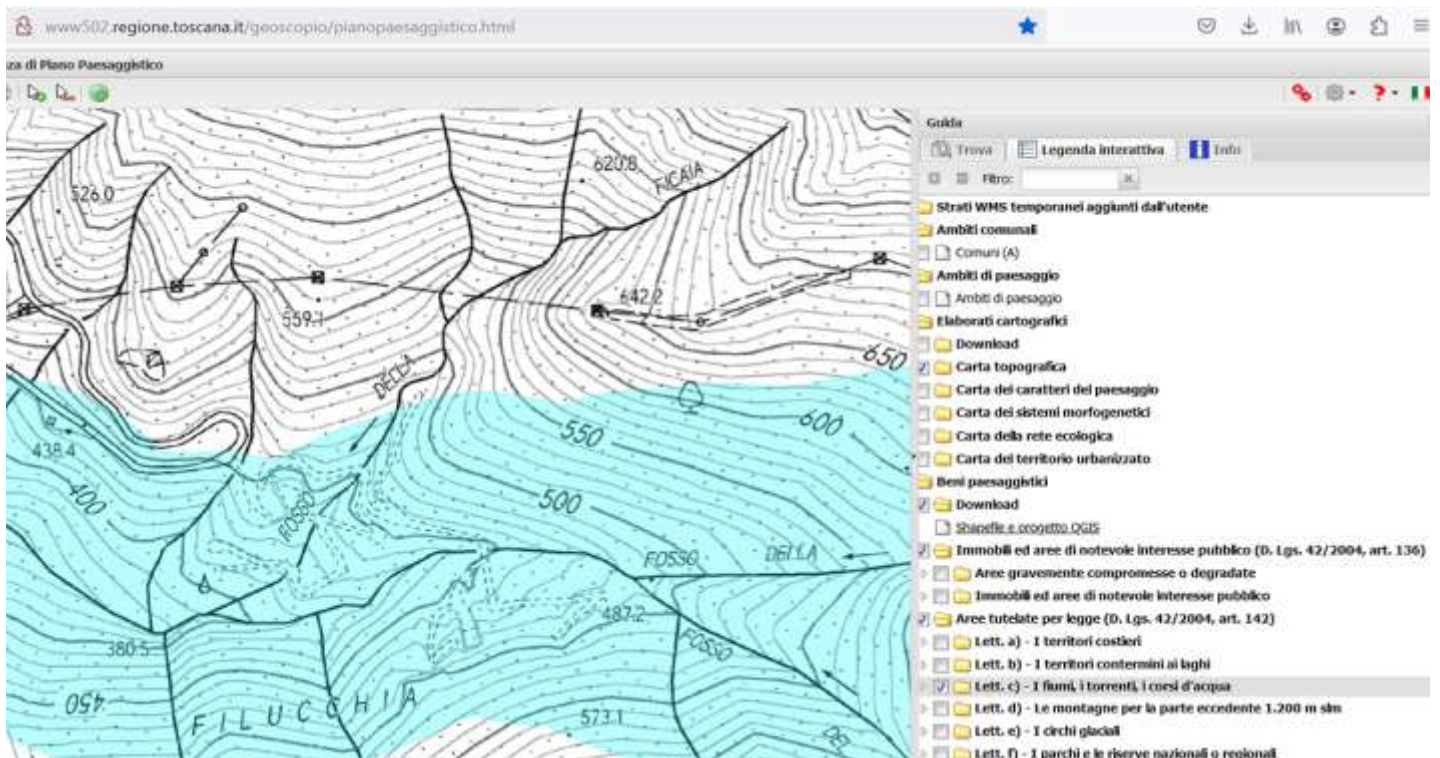 www502.regione.toscana.it/geoscopio/pianopaesaggistico.html
za di Piano Paesaggistico
Guida
Trova
Legenda interattiva
Info
Filtro:
Strati WMS temporanei aggiunti dall'utente
Ambiti comunali
Comuni (A)
Ambiti di paesaggio
Ambiti di paesaggio
Elaborati cartografici
Download
Carta topografica
Carta dei caratteri del paesaggio
Carta dei sistemi morfogenetici
Carta della rete ecologica
Carta del territorio urbanizzato
Beni paesaggistici
Download
Shapefile e progetto QGIS
Immobili ed aree di notevole interesse pubblico (D. Lgs. 42/2004, art. 136)
Aree gravemente compromesse o degradate
Immobili ed aree di notevole interesse pubblico
Aree tutelate per legge (D. Lgs. 42/2004, art. 142)
Lett. a) - I territori costieri
Lett. b) - I territori contermini ai laghi
Lett. c) - I fiumi, i torrenti, i corsi d'acqua
Lett. d) - Le montagne per la parte eccedente 1.200 m slm
Lett. e) - I circhi glaciali
Lett. f) - I parchi e le riserve nazionali o regionali
620.8
FICAIA
526.0
642.2
559.1
650
DELLA
600
550
438.4
400
500
FOSSO
FOSSO DELLA
487.2
FOSSO
380.5
450
FILUCCHIA
573.1